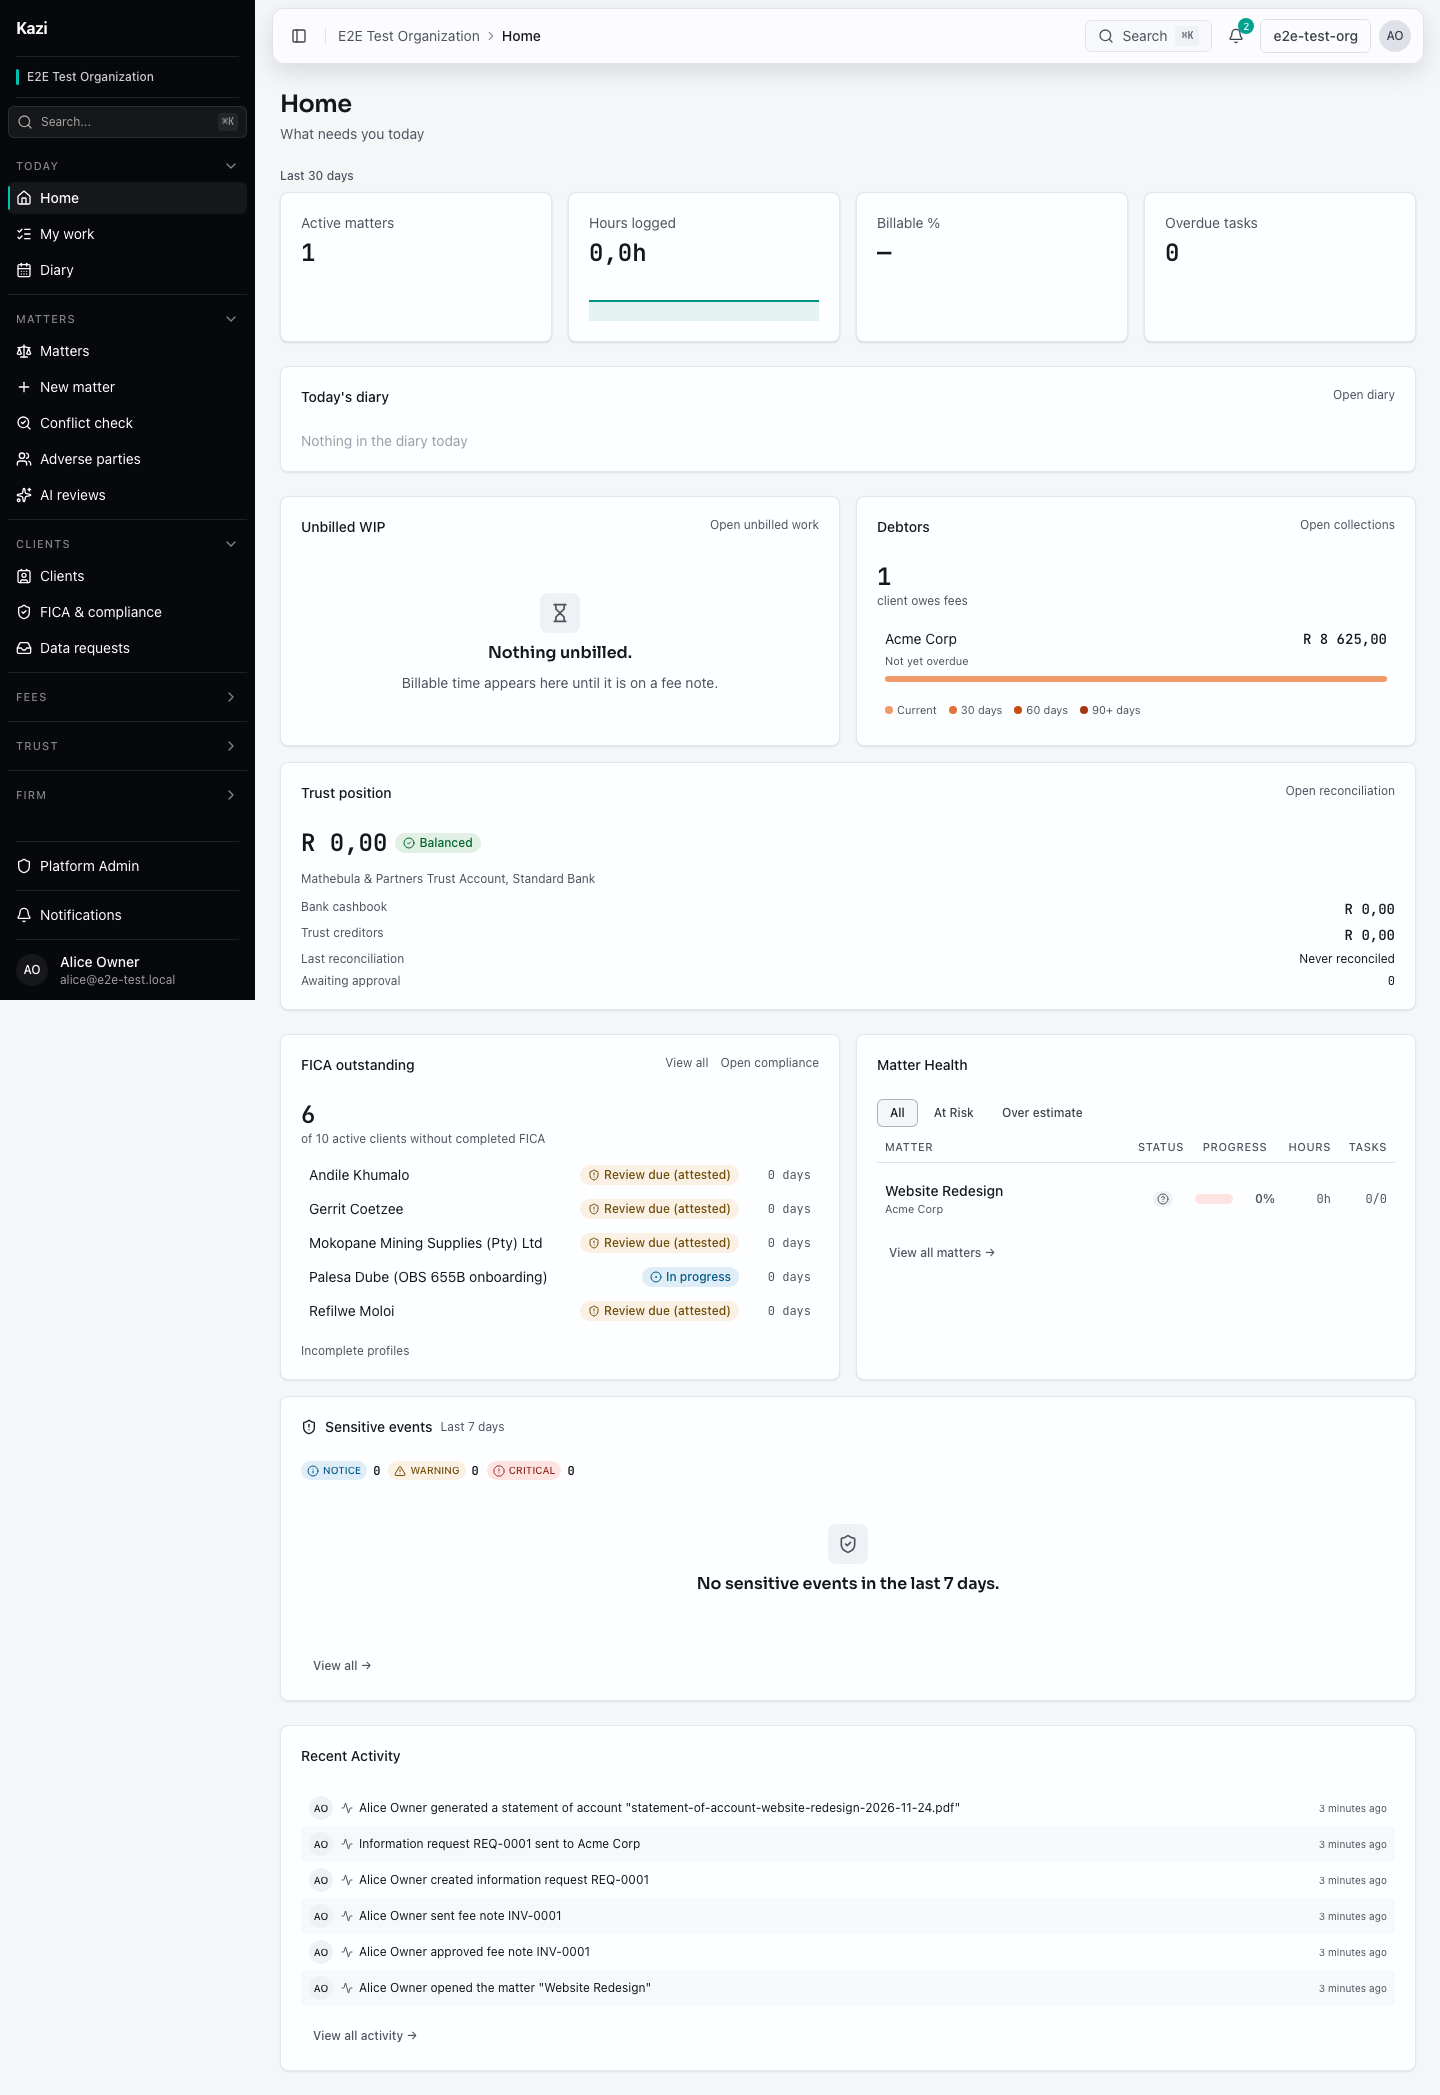 Kazi
E2E Test Organization
Search...
⌘K
TODAY
Home
My work
Diary
MATTERS
Matters
New matter
Conflict check
Adverse parties
AI reviews
CLIENTS
Clients
FICA & compliance
Data requests
FEES
TRUST
FIRM
Platform Admin
Notifications
AO
Alice Owner
alice@e2e-test.local
E2E Test Organization > Home
Search ⌘K
2
e2e-test-org
AO
Home
What needs you today
Last 30 days
Active matters
1
Hours logged
0,0h
Billable %
—
Overdue tasks
0
Today's diary
Open diary
Nothing in the diary today
Unbilled WIP
Open unbilled work
Nothing unbilled.
Billable time appears here until it is on a fee note.
Debtors
Open collections
1
client owes fees
Acme Corp R 8 625,00
Not yet overdue
Current 30 days 60 days 90+ days
Trust position
Open reconciliation
R 0,00 Balanced
Mathebula & Partners Trust Account, Standard Bank
Bank cashbook R 0,00
Trust creditors R 0,00
Last reconciliation Never reconciled
Awaiting approval 0
FICA outstanding
View all Open compliance
6
of 10 active clients without completed FICA
Andile Khumalo Review due (attested) 0 days
Gerrit Coetzee Review due (attested) 0 days
Mokopane Mining Supplies (Pty) Ltd Review due (attested) 0 days
Palesa Dube (OBS 655B onboarding) In progress 0 days
Refilwe Moloi Review due (attested) 0 days
Incomplete profiles
Matter Health
All At Risk Over estimate
MATTER STATUS PROGRESS HOURS TASKS
Website Redesign 0% 0h 0/0
Acme Corp
View all matters →
Sensitive events Last 7 days
NOTICE 0 WARNING 0 CRITICAL 0
No sensitive events in the last 7 days.
View all →
Recent Activity
AO Alice Owner generated a statement of account "statement-of-account-website-redesign-2026-11-24.pdf" 3 minutes ago
AO Information request REQ-0001 sent to Acme Corp 3 minutes ago
AO Alice Owner created information request REQ-0001 3 minutes ago
AO Alice Owner sent fee note INV-0001 3 minutes ago
AO Alice Owner approved fee note INV-0001 3 minutes ago
AO Alice Owner opened the matter "Website Redesign" 3 minutes ago
View all activity →